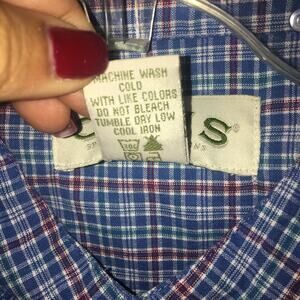 MACHINE WASH
COLD
WITH LIKE COLORS
DO NOT BLEACH
TUMBLE DRY LOW
COOL IRON